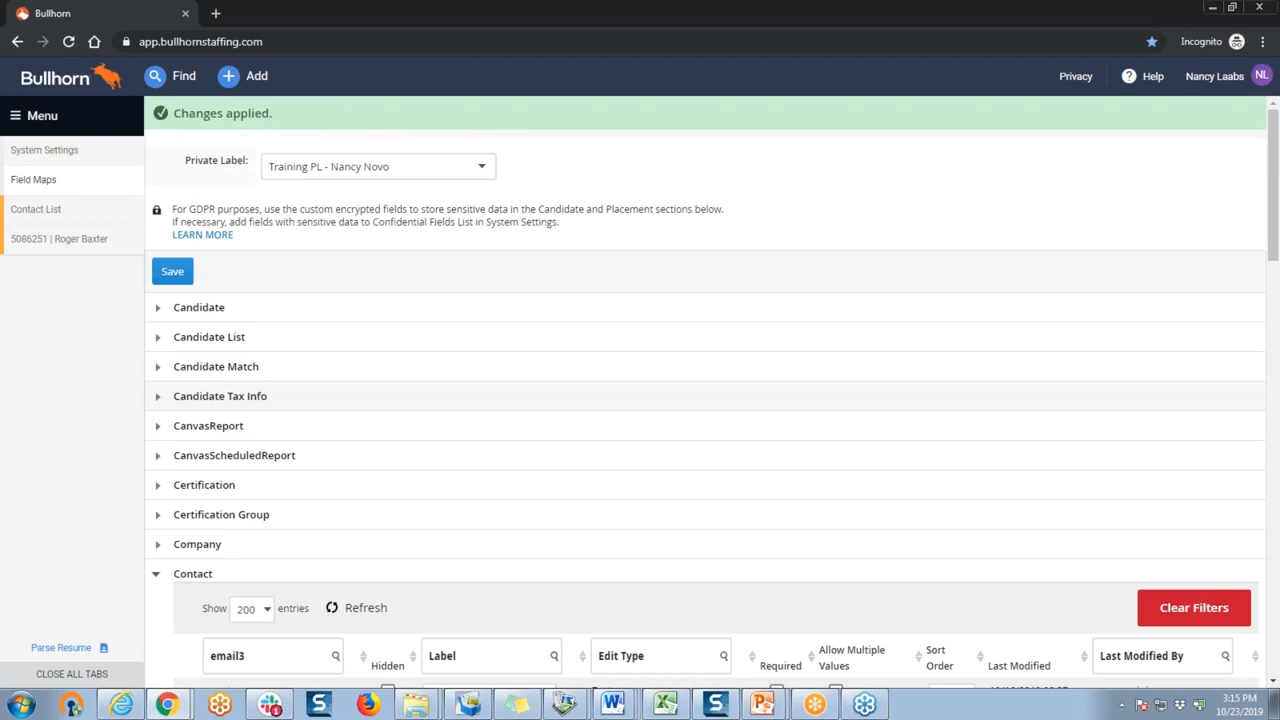 Bullhorn
app.bullhornstaffing.com
Incognito
Bullhorn
Find
Add
Privacy
Help
Nancy Laabs
NL
Menu
Changes applied.
System Settings
Field Maps
Contact List
5086251 | Roger Baxter
Private Label:
Training PL - Nancy Novo
For GDPR purposes, use the custom encrypted fields to store sensitive data in the Candidate and Placement sections below.
If necessary, add fields with sensitive data to Confidential Fields List in System Settings.
LEARN MORE
Save
Candidate
Candidate List
Candidate Match
Candidate Tax Info
CanvasReport
CanvasScheduledReport
Certification
Certification Group
Company
Contact
Show 200 entries
Refresh
Clear Filters
email3
Hidden
Label
Edit Type
Required
Allow Multiple
Values
Sort
Order
Last Modified
Last Modified By
Parse Resume
CLOSE ALL TABS
3:15 PM
10/23/2019